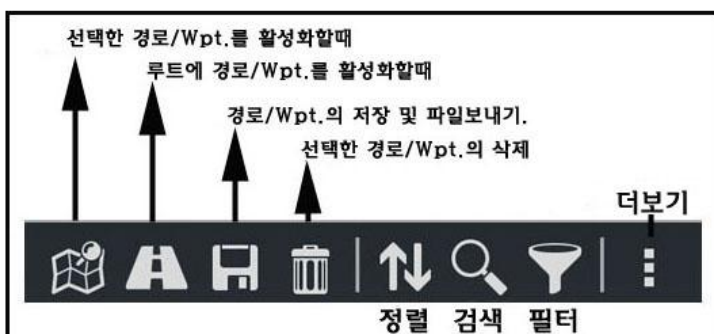 선택한 경로/Wpt.를 활성화할때
루트에 경로/Wpt.를 활성화할때
경로/Wpt.의 저장 및 파일보내기.
선택한 경로/Wpt.의 삭제
더보기
정렬 검색 필터